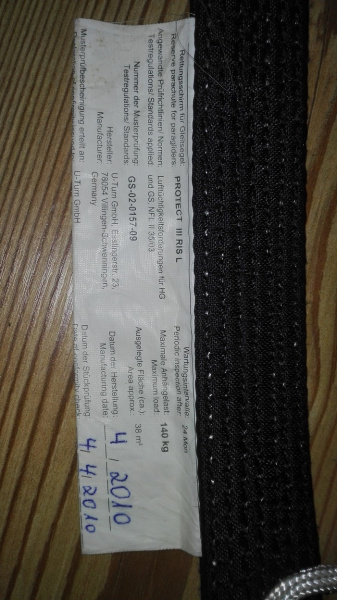 Rettungsschirm für Gleitsegel
Reserve parachute for paragliders: PROTECT III RIS L
Wartungsintervalle:
Periodic inspection after: 24 Mon
Angewandte Prüfrichtlinien/ Normen: Lufttüchtigkeitsforderungen für HG
Testregulations/ Standards applied: und GS, NFL II 35/03
Maximale Anhängelast:
Maximum load: 140 kg
Nummer der Musterprüfung
Testregulations/ Standards: GS-02-0157-09
Ausgelegte Fläche (ca.):
Area approx.: 38 m²
Hersteller: U-Turn GmbH, Esslingerstr. 23,
Manufacturer: 78054 Villingen-Schwenningen,
Germany
Datum der Herstellung:
Manufacturing date: 4 / 2010
Musterprüfbescheinigung erteilt an: U-Turn GmbH
Datum der Stückprüfung: 4, 4, 2010